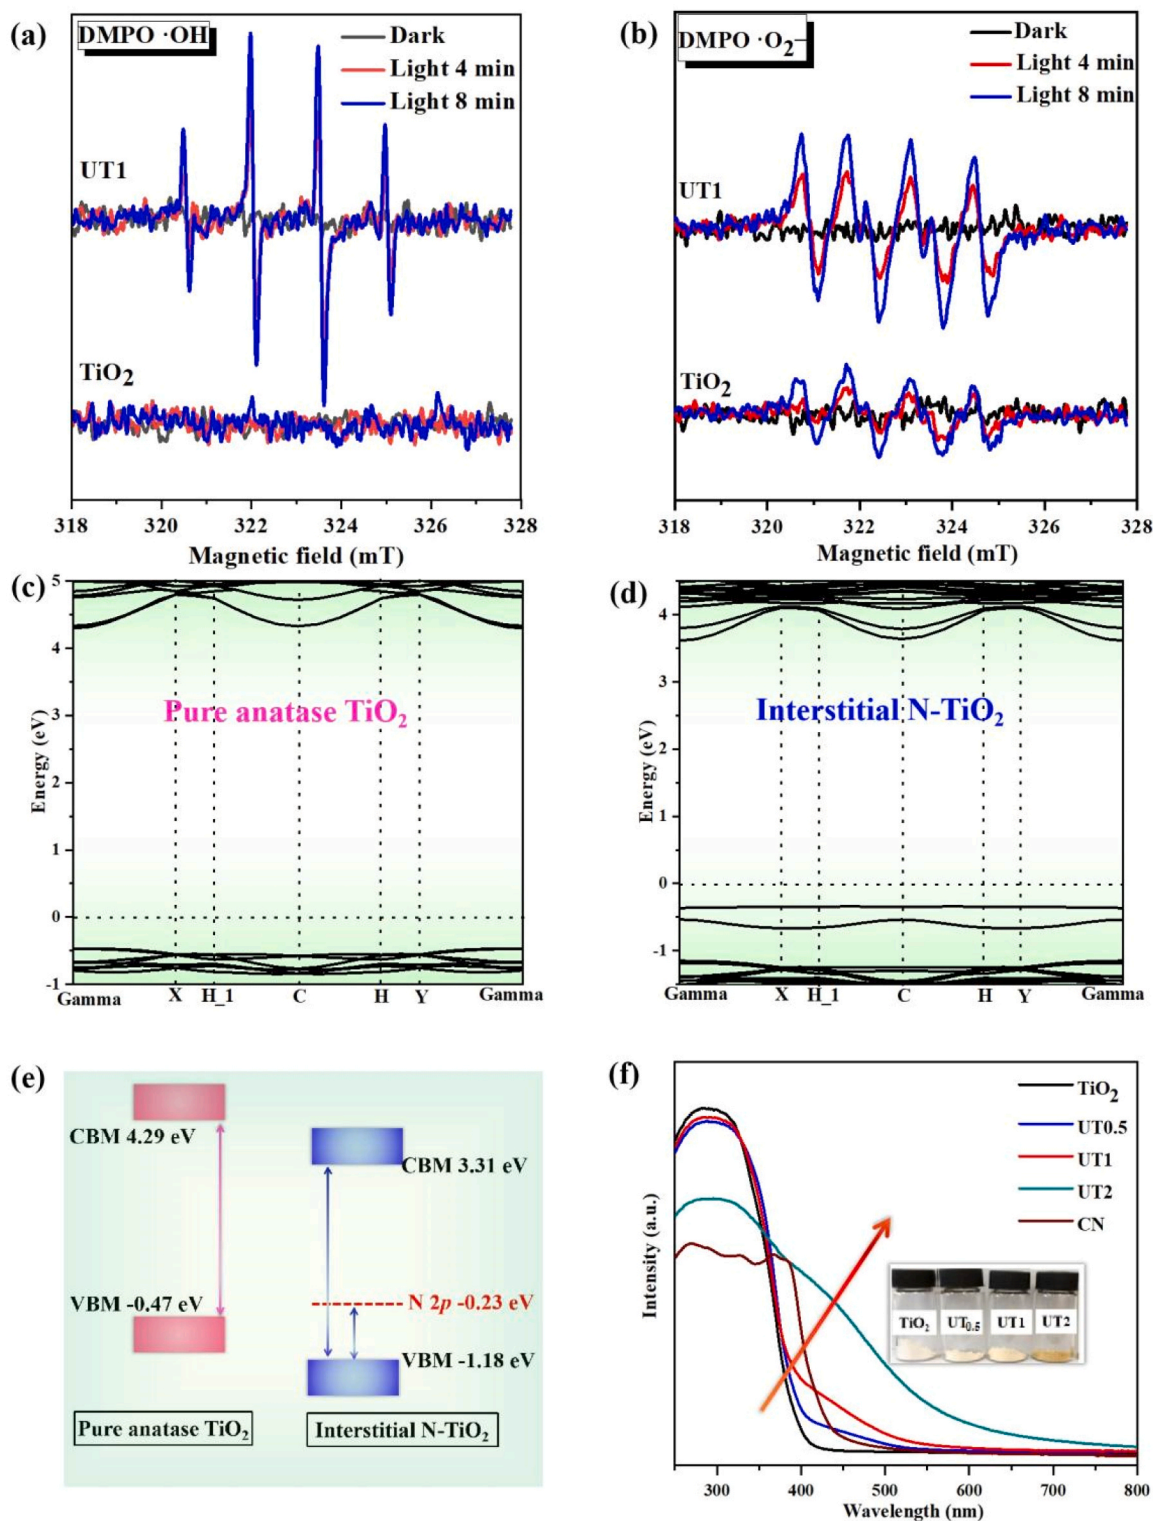 (a)
DMPO ·OH
Dark
Light 4 min
Light 8 min
UT1
TiO2
318 320 322 324 326 328
Magnetic field (mT)
(b)
DMPO ·O2−
Dark
Light 4 min
Light 8 min
UT1
TiO2
318 320 322 324 326 328
Magnetic field (mT)
(c)
5
4
3
2
1
0
-1
Energy (eV)
Pure anatase TiO2
Gamma X H_1 C H Y Gamma
(d)
4
3
2
1
0
-1
Energy (eV)
Interstitial N-TiO2
Gamma X H_1 C H Y Gamma
(e)
CBM 4.29 eV
CBM 3.31 eV
VBM -0.47 eV
N 2p -0.23 eV
VBM -1.18 eV
Pure anatase TiO2
Interstitial N-TiO2
(f)
TiO2
UT0.5
UT1
UT2
CN
Intensity (a.u.)
TiO2 UT0.5 UT1 UT2
300 400 500 600 700 800
Wavelength (nm)